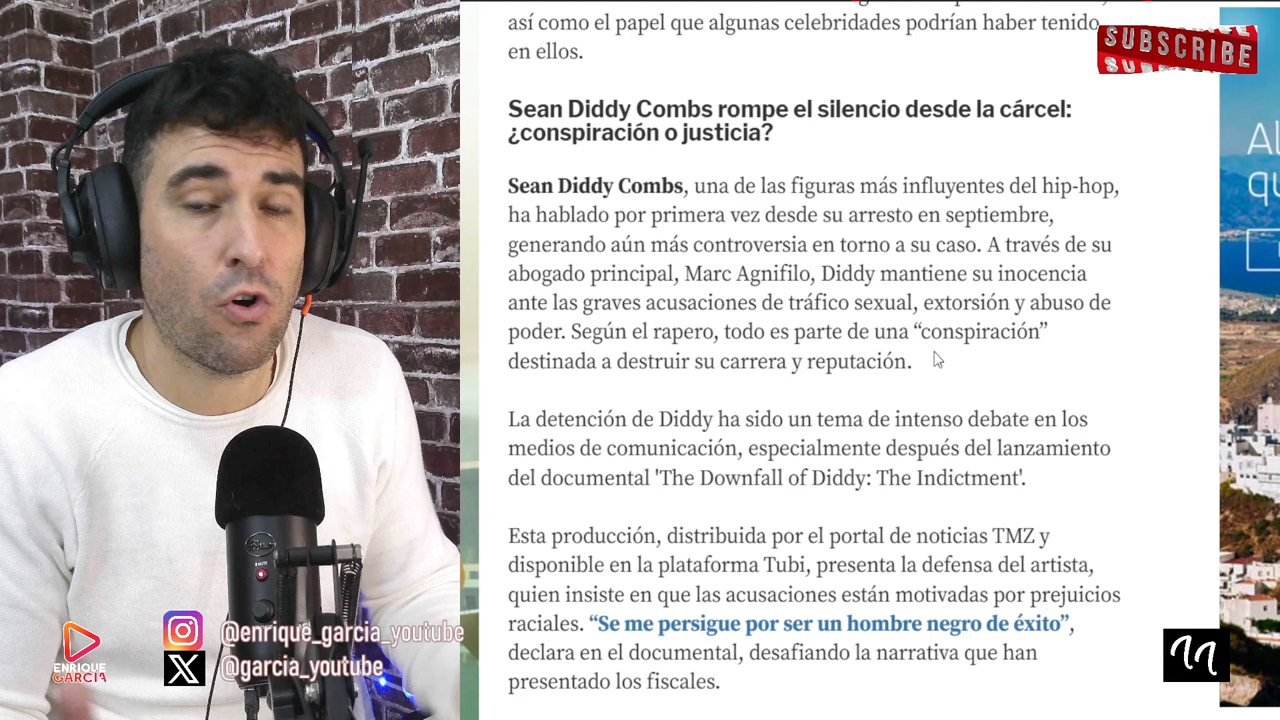 así como el papel que algunas celebridades podrían haber tenido
en ellos.
SUBSCRIBE
Sean Diddy Combs rompe el silencio desde la cárcel:
¿conspiración o justicia?
Sean Diddy Combs, una de las figuras más influyentes del hip-hop,
ha hablado por primera vez desde su arresto en septiembre,
generando aún más controversia en torno a su caso. A través de su
abogado principal, Marc Agnifilo, Diddy mantiene su inocencia
ante las graves acusaciones de tráfico sexual, extorsión y abuso de
poder. Según el rapero, todo es parte de una “conspiración”
destinada a destruir su carrera y reputación.
La detención de Diddy ha sido un tema de intenso debate en los
medios de comunicación, especialmente después del lanzamiento
del documental 'The Downfall of Diddy: The Indictment'.
Esta producción, distribuida por el portal de noticias TMZ y
disponible en la plataforma Tubi, presenta la defensa del artista,
quien insiste en que las acusaciones están motivadas por prejuicios
raciales. “Se me persigue por ser un hombre negro de éxito”,
declara en el documental, desafiando la narrativa que han
presentado los fiscales.
ENRIQUE
GARCIA
@enrique_garcia_youtube
@garcia_youtube